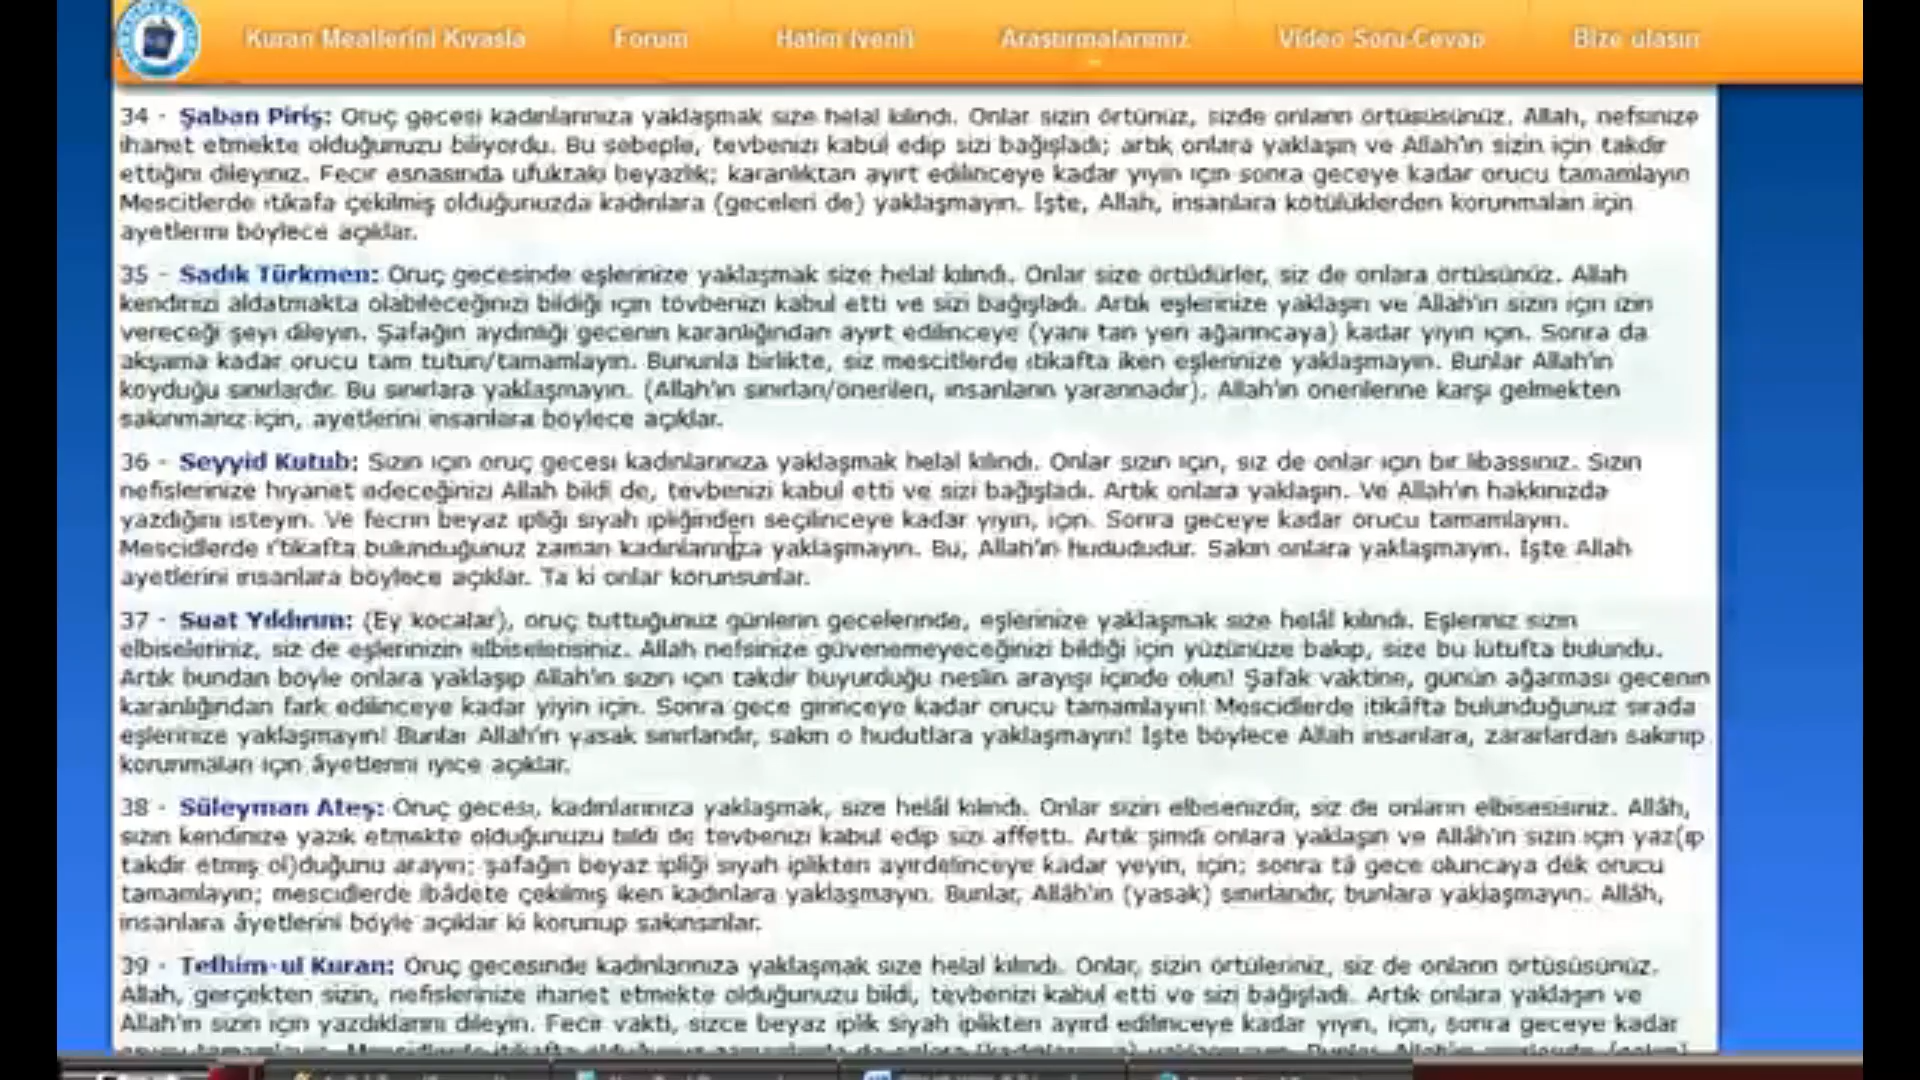 Kuran Meallerini Kıyasla Forum Hatim (yeni) Araştırmalarımız Video Soru-Cevap Bize ulaşın
34 - Şaban Piriş: Oruç gecesi kadınlarınıza yaklaşmak size helal kılındı. Onlar sizin örtünüz, sizde onların örtüsüsünüz. Allah, nefsinize
ihanet etmekte olduğunuzu biliyordu. Bu sebeple, tevbenizi kabul edip sizi bağışladı; artık onlara yaklaşın ve Allah'ın sizin için takdir
ettiğini dileyiniz. Fecir esnasında ufuktaki beyazlık; karanlıktan ayırt edilinceye kadar yiyin için sonra geceye kadar orucu tamamlayın
Mescitlerde itikafa çekilmiş olduğunuzda kadınlara (geceleri de) yaklaşmayın. İşte, Allah, insanlara kötülüklerden korunmaları için
ayetlerini böylece açıklar.
35 - Sadık Türkmen: Oruç gecesinde eşlerinize yaklaşmak size helal kılındı. Onlar size örtüdürler, siz de onlara örtüsünüz. Allah
kendinizi aldatmakta olabileceğinizi bildiği için tövbenizi kabul etti ve sizi bağışladı. Artık eşlerinize yaklaşın ve Allah'ın sizin için izin
vereceği şeyi dileyin. Şafağın aydınlığı gecenin karanlığından ayırt edilinceye (yani tan yeri ağarıncaya) kadar yiyin için. Sonra da
akşama kadar orucu tam tutun/tamamlayın. Bununla birlikte, siz mescitlerde itikafta iken eşlerinize yaklaşmayın. Bunlar Allah'ın
koyduğu sınırlardır. Bu sınırlara yaklaşmayın. (Allah'ın sınırları/önerileri, insanların yararınadır). Allah'ın önerilerine karşı gelmekten
sakınmanız için, ayetlerini insanlara böylece açıklar.
36 - Seyyid Kutub: Sizin için oruç gecesi kadınlarınıza yaklaşmak helal kılındı. Onlar sizin için, siz de onlar için bir libassınız. Sizin
nefislerinize hıyanet edeceğinizi Allah bildi de, tevbenizi kabul etti ve sizi bağışladı. Artık onlara yaklaşın. Ve Allah'ın hakkınızda
yazdığını isteyin. Ve fecrin beyaz ipliği siyah ipliğinden seçilinceye kadar yiyin, için. Sonra geceye kadar orucu tamamlayın.
Mescidlerde i'tikafta bulunduğunuz zaman kadınlarınıza yaklaşmayın. Bu, Allah'ın hudududur. Sakın onlara yaklaşmayın. İşte Allah
ayetlerini insanlara böylece açıklar. Ta ki onlar korunsunlar.
37 - Suat Yıldırım: (Ey kocalar), oruç tuttuğunuz günlerin gecelerinde, eşlerinize yaklaşmak size helâl kılındı. Eşleriniz sizin
elbiseleriniz, siz de eşlerinizin elbiselerisiniz. Allah nefsinize güvenemeyeceğinizi bildiği için yüzünüze bakıp, size bu lütufta bulundu.
Artık bundan böyle onlara yaklaşıp Allah'ın sizin için takdir buyurduğu neslin arayışı içinde olun! Şafak vaktine, günün ağarması gecenin
karanlığından fark edilinceye kadar yiyin için. Sonra gece girinceye kadar orucu tamamlayın! Mescidlerde itikâfta bulunduğunuz sırada
eşlerinize yaklaşmayın! Bunlar Allah'ın yasak sınırlarıdır, sakın o hudutlara yaklaşmayın! İşte böylece Allah insanlara, zararlardan sakınıp
korunmaları için âyetlerini iyice açıklar.
38 - Süleyman Ateş: Oruç gecesi, kadınlarınıza yaklaşmak, size helâl kılındı. Onlar sizin elbisenizdir, siz de onların elbisesisiniz. Allâh,
sizin kendinize yazık etmekte olduğunuzu bildi de tevbenizi kabul edip sizi affetti. Artık şimdi onlara yaklaşın ve Allâh'ın sizin için yaz(ıp
takdir etmiş ol)duğunu arayın; şafağın beyaz ipliği siyah iplikten ayırdelinceye kadar yeyin, için; sonra tâ gece oluncaya dek orucu
tamamlayın; mescidlerde ibâdete çekilmiş iken kadınlara yaklaşmayın. Bunlar, Allâh'ın (yasak) sınırlarıdır, bunlara yaklaşmayın. Allâh,
insanlara âyetlerini böyle açıklar ki korunup sakınsınlar.
39 - Tefhim-ul Kuran: Oruç gecesinde kadınlarınıza yaklaşmak size helal kılındı. Onlar, sizin örtüleriniz, siz de onların örtüsüsünüz.
Allah, gerçekten sizin, nefislerinize ihanet etmekte olduğunuzu bildi, tevbenizi kabul etti ve sizi bağışladı. Artık onlara yaklaşın ve
Allah'ın sizin için yazdıklarını dileyin. Fecir vakti, sizce beyaz iplik siyah iplikten ayırd edilinceye kadar yiyin, için, sonra geceye kadar